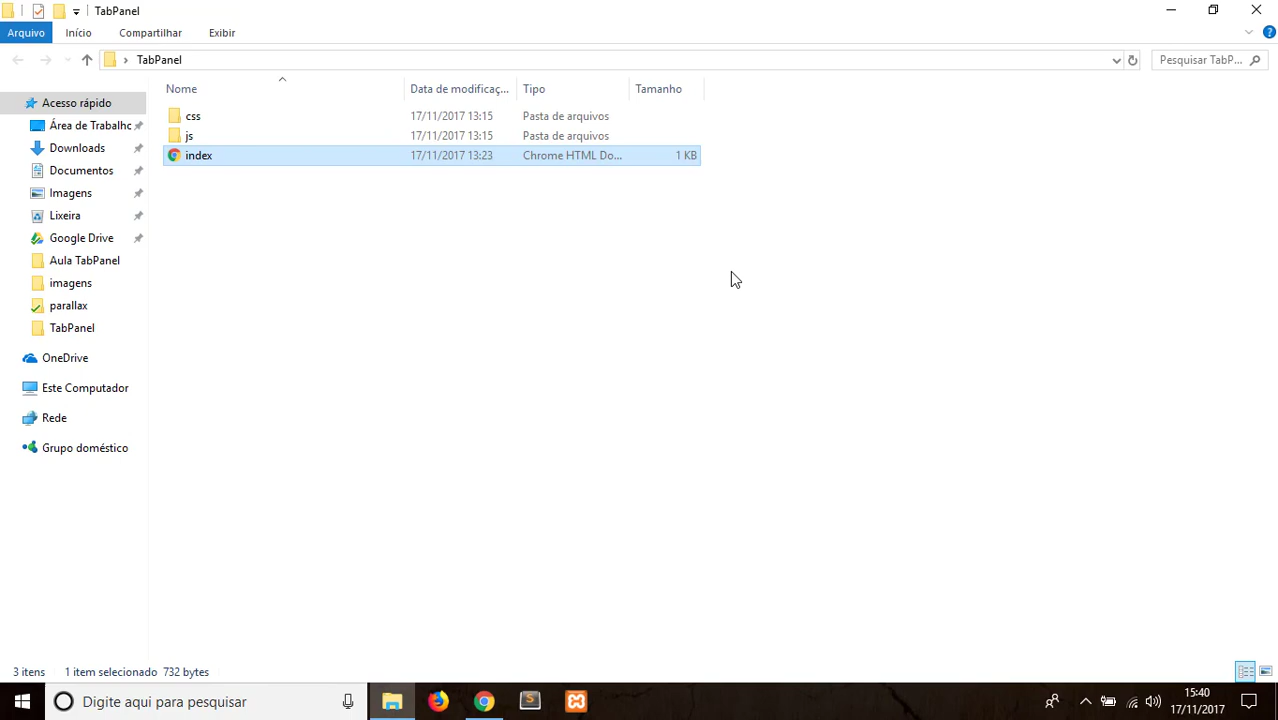 TabPanel
Arquivo Início Compartilhar Exibir
TabPanel
Pesquisar TabP...
Nome Data de modificaç... Tipo Tamanho
css 17/11/2017 13:15 Pasta de arquivos
js 17/11/2017 13:15 Pasta de arquivos
index 17/11/2017 13:23 Chrome HTML Do... 1 KB
Acesso rápido
Área de Trabalho
Downloads
Documentos
Imagens
Lixeira
Google Drive
Aula TabPanel
imagens
parallax
TabPanel
OneDrive
Este Computador
Rede
Grupo doméstico
3 itens 1 item selecionado 732 bytes
Digite aqui para pesquisar
15:40
17/11/2017